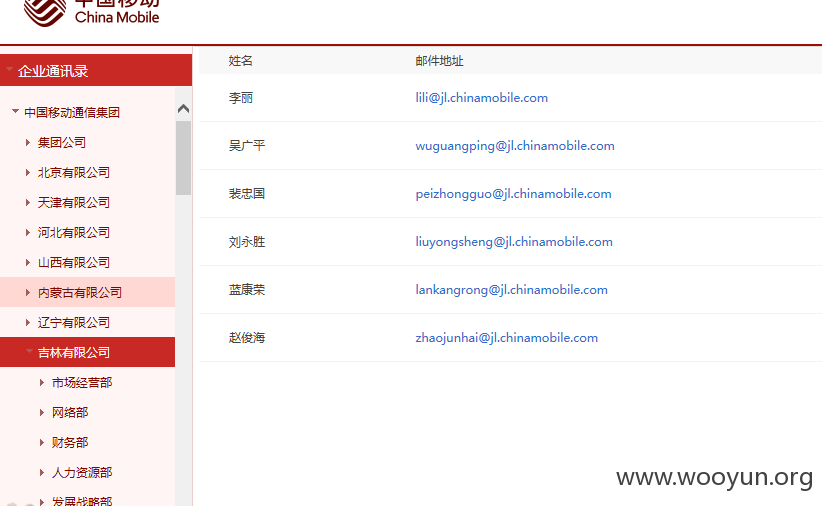 中国移动
China Mobile
企业通讯录
中国移动通信集团
集团公司
北京有限公司
天津有限公司
河北有限公司
山西有限公司
内蒙古有限公司
辽宁有限公司
吉林有限公司
市场经营部
网络部
财务部
人力资源部
发展战略部
姓名 邮件地址
李丽 lili@jl.chinamobile.com
吴广平 wuguangping@jl.chinamobile.com
裴忠国 peizhongguo@jl.chinamobile.com
刘永胜 liuyongsheng@jl.chinamobile.com
蓝康荣 lankangrong@jl.chinamobile.com
赵俊海 zhaojunhai@jl.chinamobile.com
www.wooyun.org